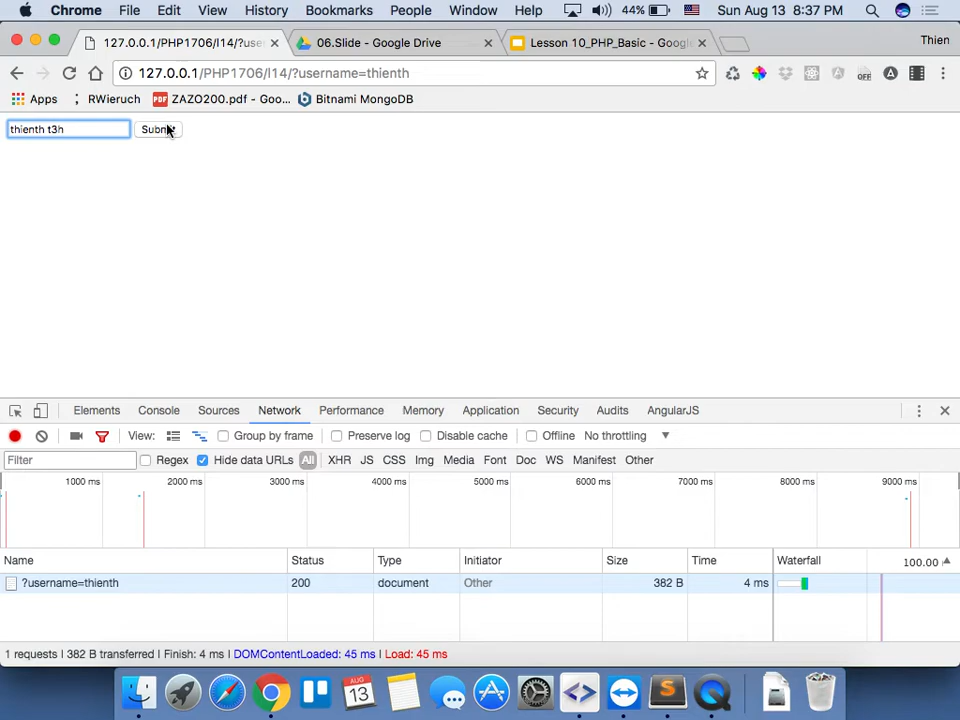 Chrome File Edit View History Bookmarks People Window Help 44% Sun Aug 13 8:37 PM
127.0.0.1/PHP1706/l14/?use 06.Slide - Google Drive Lesson 10_PHP_Basic - Goog Thien
127.0.0.1/PHP1706/l14/?username=thienth OFF
Apps RWieruch PDF ZAZO200.pdf - Goo... Bitnami MongoDB
thienth t3h Submit
Elements Console Sources Network Performance Memory Application Security Audits AngularJS
View: Group by frame Preserve log Disable cache Offline No throttling
Filter Regex Hide data URLs All XHR JS CSS Img Media Font Doc WS Manifest Other
1000 ms 2000 ms 3000 ms 4000 ms 5000 ms 6000 ms 7000 ms 8000 ms 9000 ms
Name Status Type Initiator Size Time Waterfall 100.00
?username=thienth 200 document Other 382 B 4 ms
1 requests | 382 B transferred | Finish: 4 ms | DOMContentLoaded: 45 ms | Load: 45 ms
AUG
13